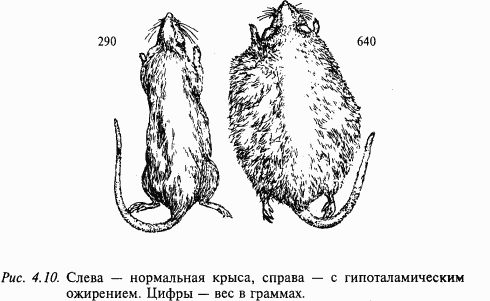 290
640
Рис. 4.10. Слева — нормальная крыса, справа — с гипоталамическим
ожирением. Цифры — вес в граммах.